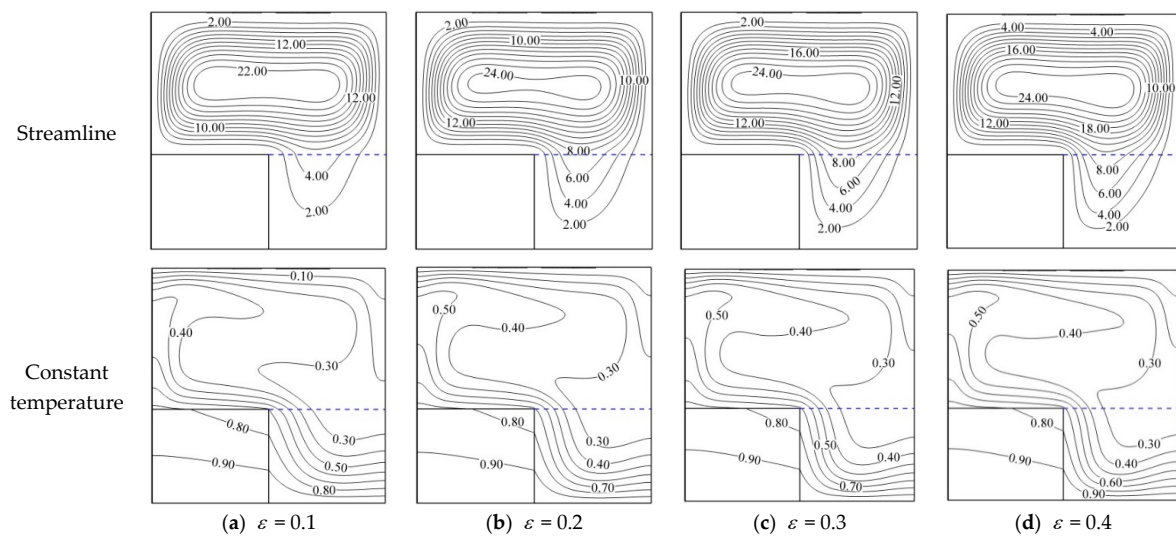 2.00 2.00 2.00 4.00 4.00
12.00 10.00 16.00 16.00
22.00 24.00 24.00 24.00
12.00 10.00 12.00 10.00
Streamline
10.00 12.00 12.00 12.00 18.00
8.00 8.00 8.00
4.00 6.00 6.00 6.00
2.00 4.00 4.00 4.00
2.00 2.00 2.00
0.10
0.50 0.50 0.50
0.40 0.40 0.40 0.40
0.30 0.30 0.30 0.30
Constant
temperature
0.80 0.80 0.80 0.80
0.30 0.30 0.50 0.30
0.90 0.50 0.90 0.40 0.90 0.40 0.90 0.40
0.80 0.70 0.70 0.60
0.90
(a) ε = 0.1 (b) ε = 0.2 (c) ε = 0.3 (d) ε = 0.4